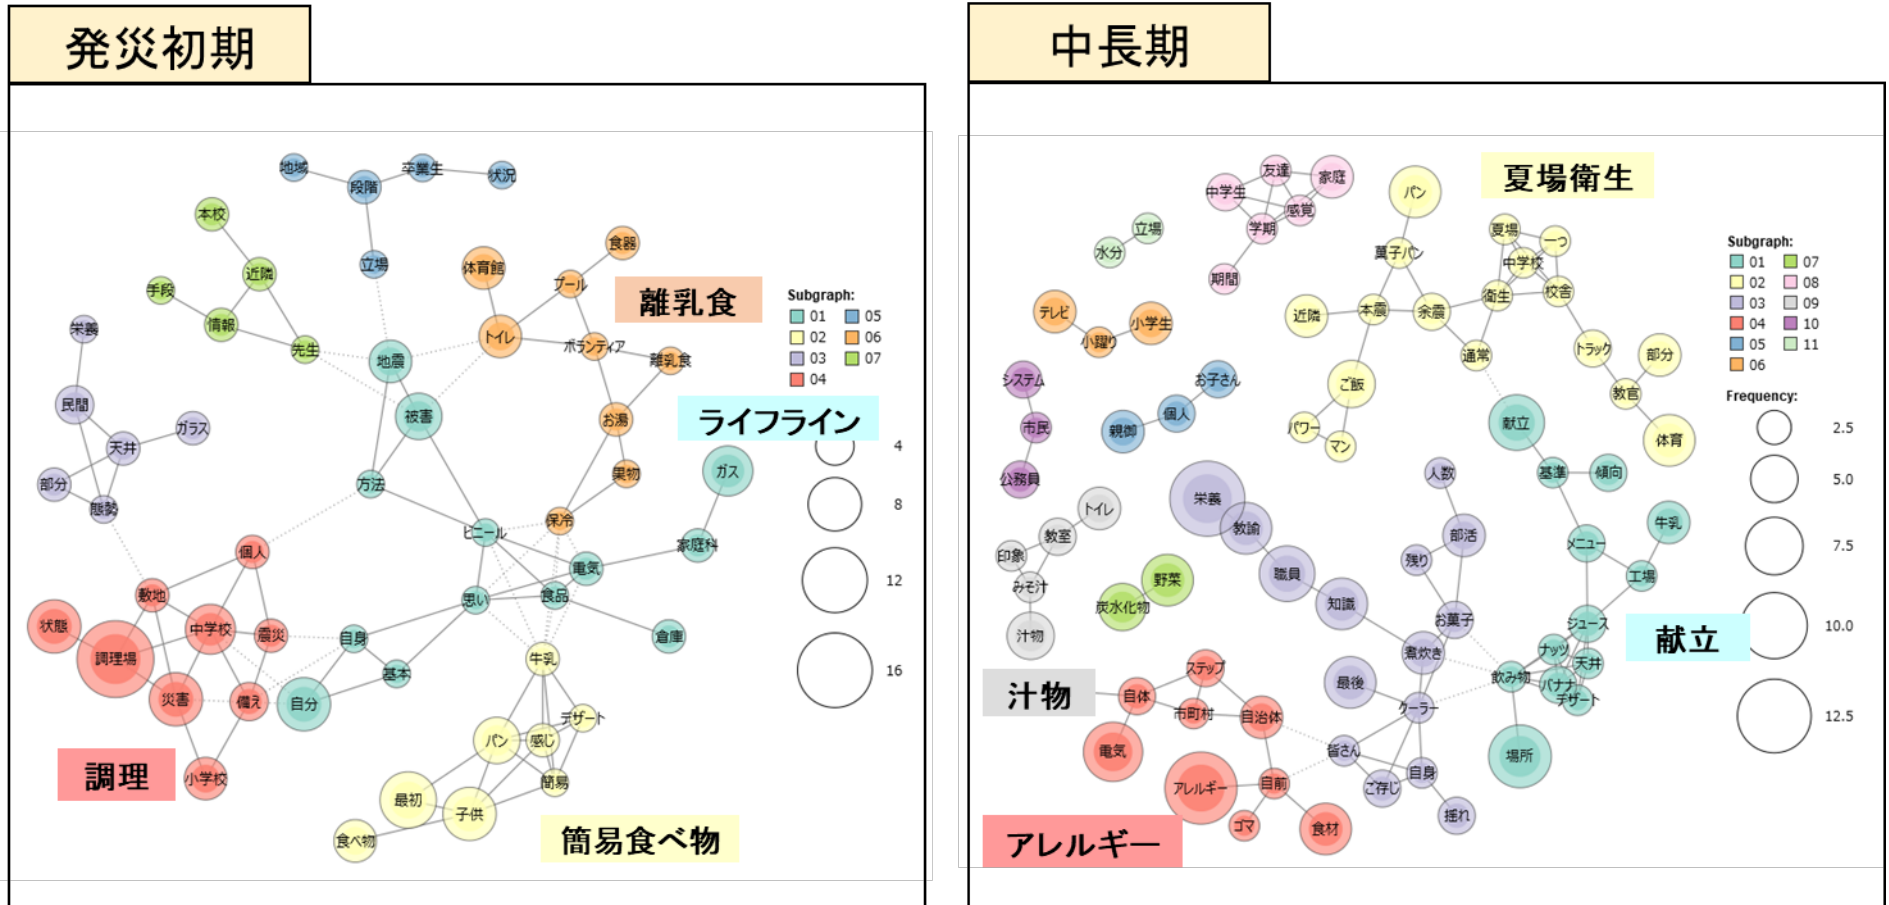 発災初期
地域
段階
卒業生
状況
立場
本校
近隣
手段
情報
先生
栄養
民間
天井
ガラス
部分
態勢
体育館
食器
プール
トイレ
ボランティア
離乳食
お湯
果物
保冷
離乳食
ライフライン
Subgraph:
01 05
02 06
03 07
04
4
8
12
16
地震
被害
方法
ビニール
ガス
家庭科
電気
食品
思い
倉庫
自身
基本
自分
個人
敷地
状態
調理場
中学校
震災
災害
備え
小学校
調理
牛乳
デザート
パン
感じ
簡易
最初
子供
食べ物
簡易食べ物
中長期
友達
家庭
中学生
感覚
学期
期間
立場
水分
テレビ
小躍り
小学生
システム
市民
公務員
お子さん
個人
親御
トイレ
教室
印象
みそ汁
汁物
野菜
炭水化物
汁物
夏場衛生
パン
菓子パン
近隣
本震
余震
ご飯
パワー
マン
夏場
一つ
中学校
衛生
校舎
通常
トラック
部分
教官
体育
Subgraph:
01 07
02 08
03 09
04 10
05 11
06
Frequency:
2.5
5.0
7.5
10.0
12.5
献立
基準
傾向
牛乳
メニュー
工場
ジュース
ナッツ
天井
飲み物
バナナ
デザート
場所
献立
人数
栄養
教諭
職員
知識
部活
残り
お菓子
煮炊き
最後
クーラー
皆さん
ご存じ
自身
揺れ
ステップ
自体
市町村
自治体
電気
アレルギー
自前
ゴマ
食材
アレルギー